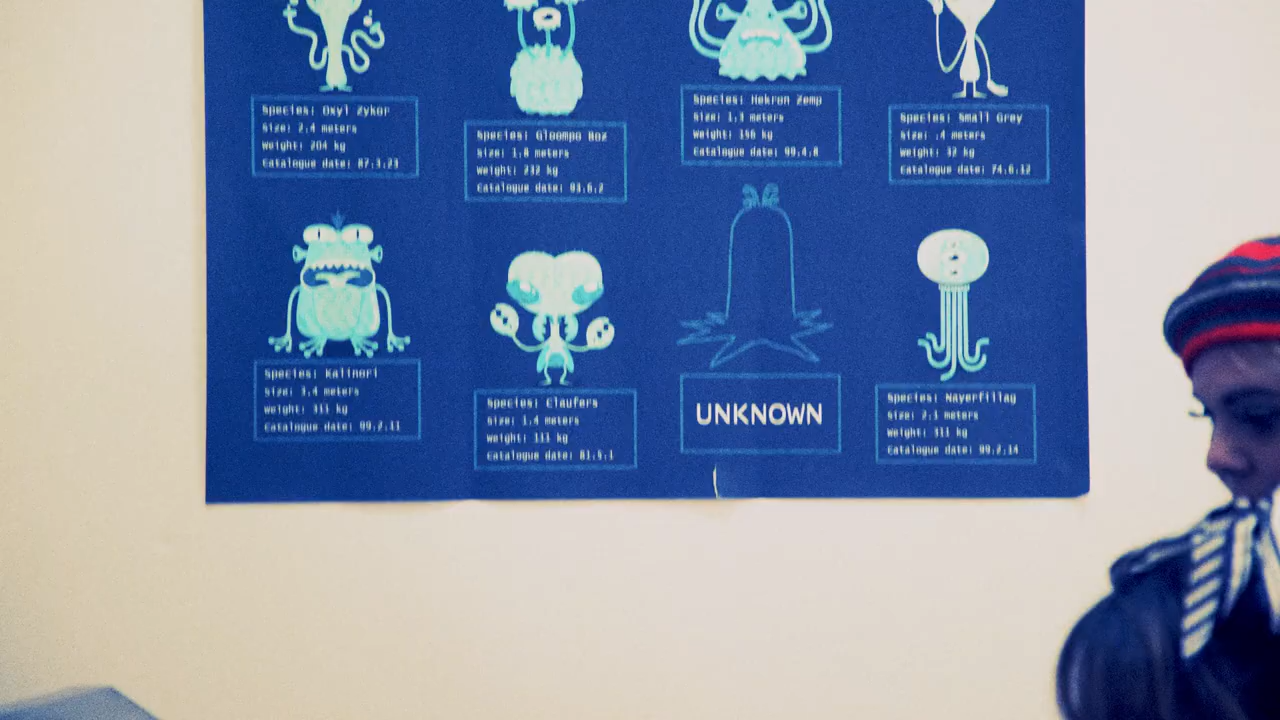 Species: Oxyl Zykor
Size: 2.4 meters
Weight: 204 kg
Catalogue date: 87.3.23
Species: Gloompo Boz
Size: 1.8 meters
Weight: 232 kg
Catalogue date: 93.6.2
Species: Nekron Zemp
Size: 1.3 meters
Weight: 156 kg
Catalogue date: 99.4.8
Species: Small Grey
Size: .4 meters
Weight: 32 kg
Catalogue date: 74.6.12
Species: Kalinori
Size: 3.4 meters
Weight: 311 kg
Catalogue date: 99.2.11
Species: Claufers
Size: 1.4 meters
Weight: 111 kg
Catalogue date: 81.5.1
UNKNOWN
Species: Nayerfillag
Size: 2.1 meters
Weight: 311 kg
Catalogue date: 99.2.14